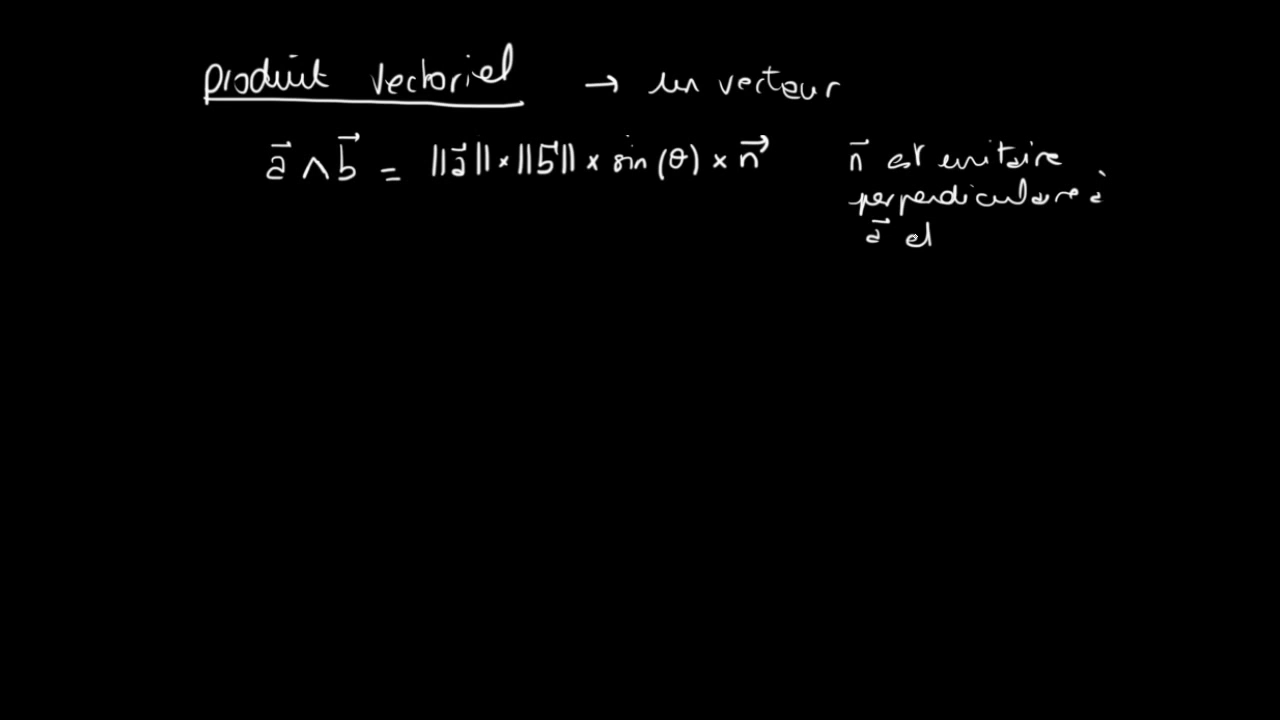 produit vectoriel → un vecteur
a⃗ ∧ b⃗ = ||a⃗|| × ||b⃗|| × sin(θ) × n⃗
n⃗ est unitaire
perpendiculaire à
a⃗ et